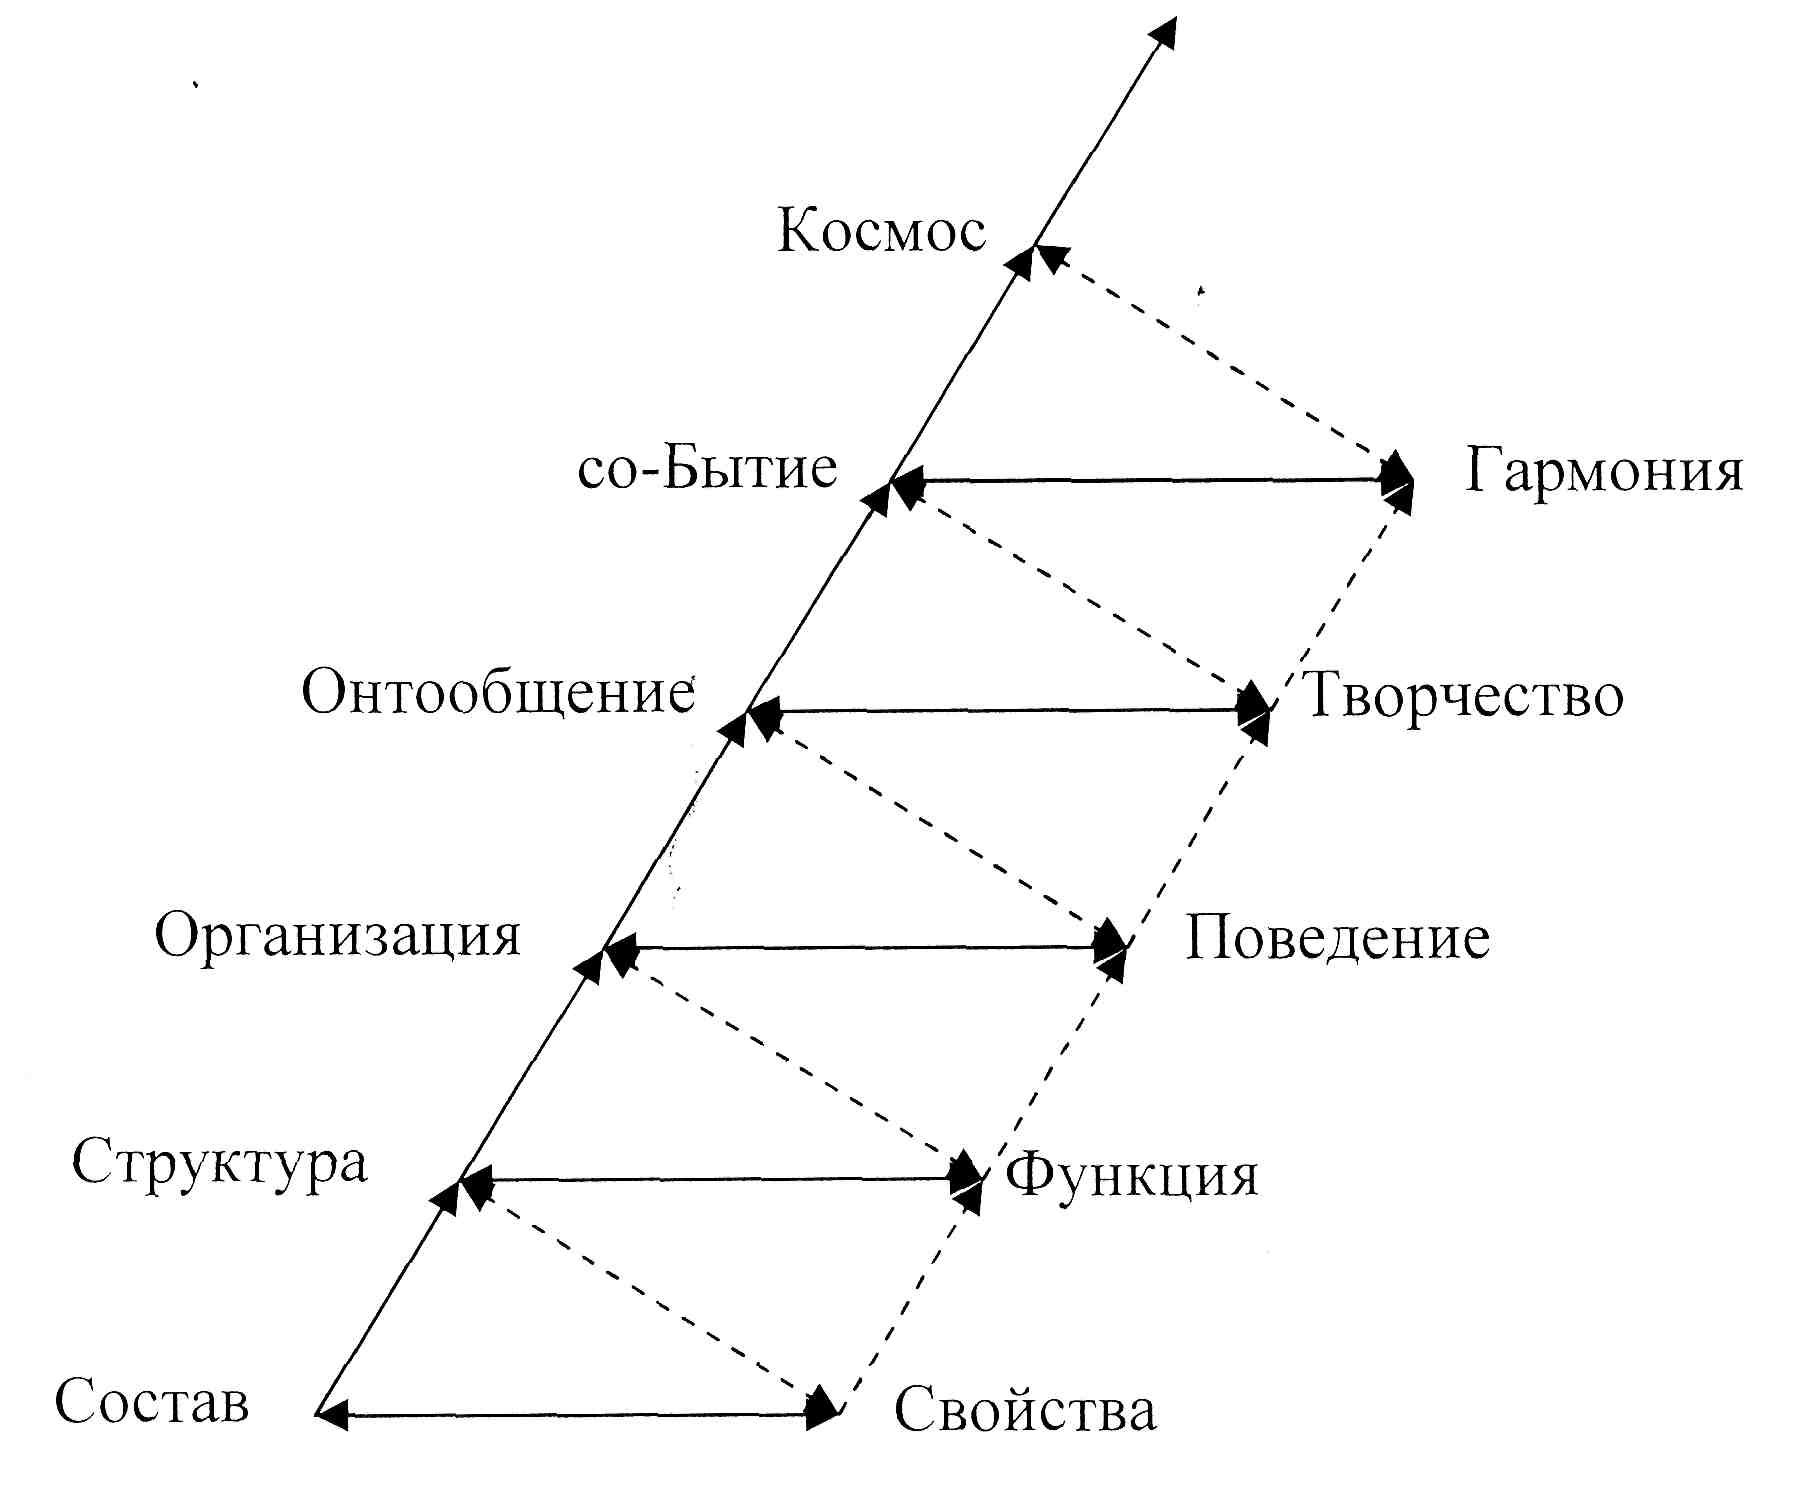 Космос
со-Бытие
Гармония
Онтообщение
Творчество
Организация
Поведение
Структура
Функция
Состав
Свойства